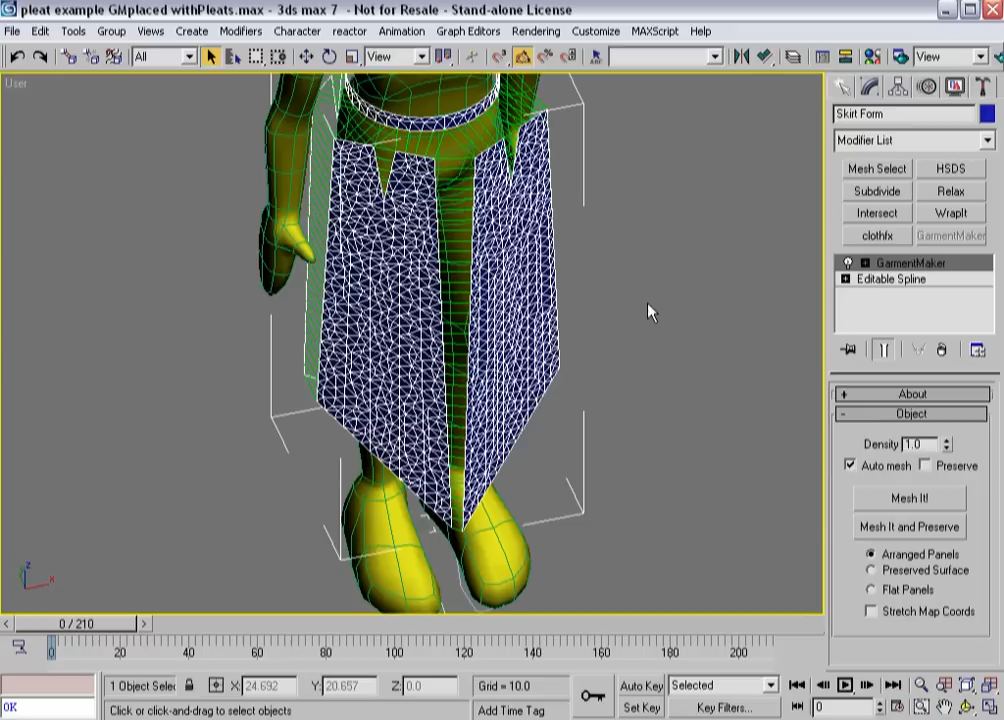 pleat example GMplaced withPleats.max - 3ds max 7 - Not for Resale - Stand-alone License
File Edit Tools Group Views Create Modifiers Character reactor Animation Graph Editors Rendering Customize MAXScript Help
All View View
User
Skirt Form
Modifier List
Mesh Select HSDS
Subdivide Relax
Intersect WrapIt
clothfx GarmentMaker
GarmentMaker
Editable Spline
+ About
- Object
Density 1.0
Auto mesh Preserve
Mesh It!
Mesh It and Preserve
Arranged Panels
Preserved Surface
Flat Panels
Stretch Map Coords
z
x
< 0 / 210 >
0 20 40 60 80 100 120 140 160 180 200
1 Object Selec X: 24.692 Y: 20.657 Z: 0.0 Grid = 10.0 Auto Key Selected
OK Click or click-and-drag to select objects Add Time Tag Set Key Key Filters... 0